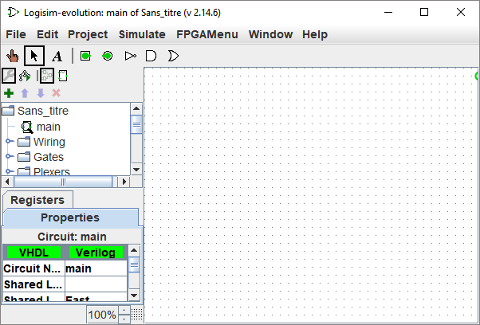 Logisim-evolution: main of Sans_titre (v 2.14.6)
File Edit Project Simulate FPGAMenu Window Help
A
Sans_titre
main
Wiring
Gates
Plexers
Registers
Properties
Circuit: main
VHDL Verilog
Circuit N... main
Shared L...
Shared L... East
100%